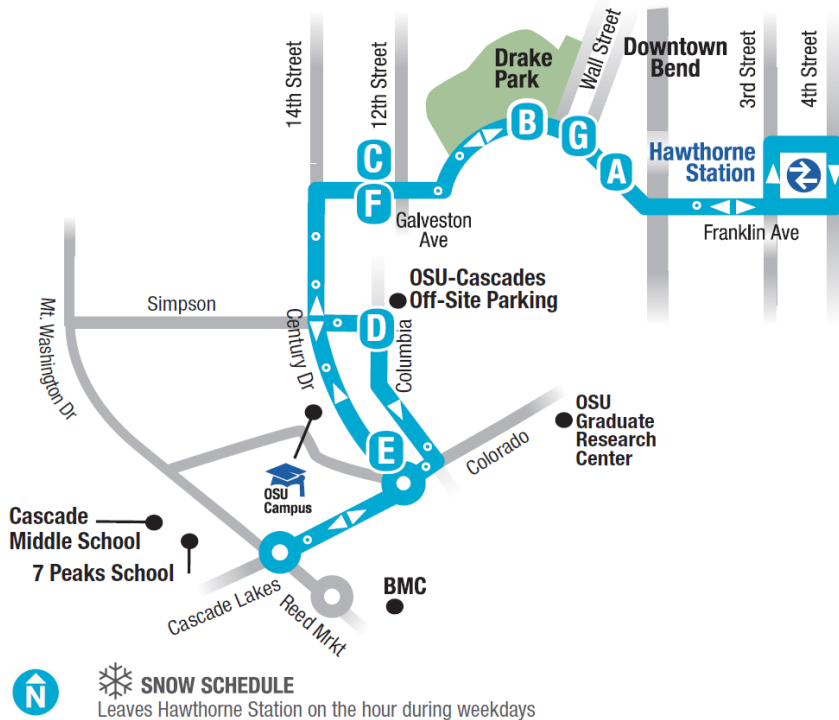 14th Street
12th Street
Drake
Park
Wall Street
Downtown
Bend
3rd Street
4th Street
B
G
A
C
F
Hawthorne
Station
Galveston
Ave
Franklin Ave
OSU-Cascades
Off-Site Parking
Simpson
D
Mt. Washington Dr
Century Dr
Columbia
E
Colorado
OSU
Graduate
Research
Center
OSU
Campus
Cascade
Middle School
7 Peaks School
Cascade Lakes
Reed Mrkt
BMC
N
SNOW SCHEDULE
Leaves Hawthorne Station on the hour during weekdays